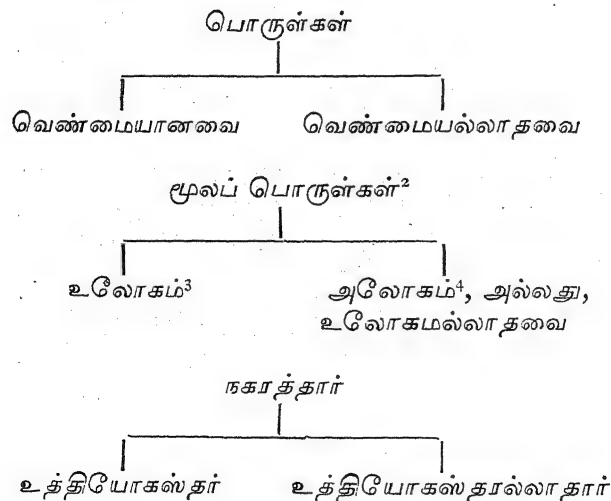 பொருள்கள்
வெண்மையானவை வெண்மையல்லாதவை
மூலப் பொருள்கள்²
உலோகம்³ அலோகம்⁴, அல்லது,
உலோகமல்லாதவை
நகரத்தார்
உத்தியோகஸ்தர் உத்தியோகஸ்தரல்லாதார்